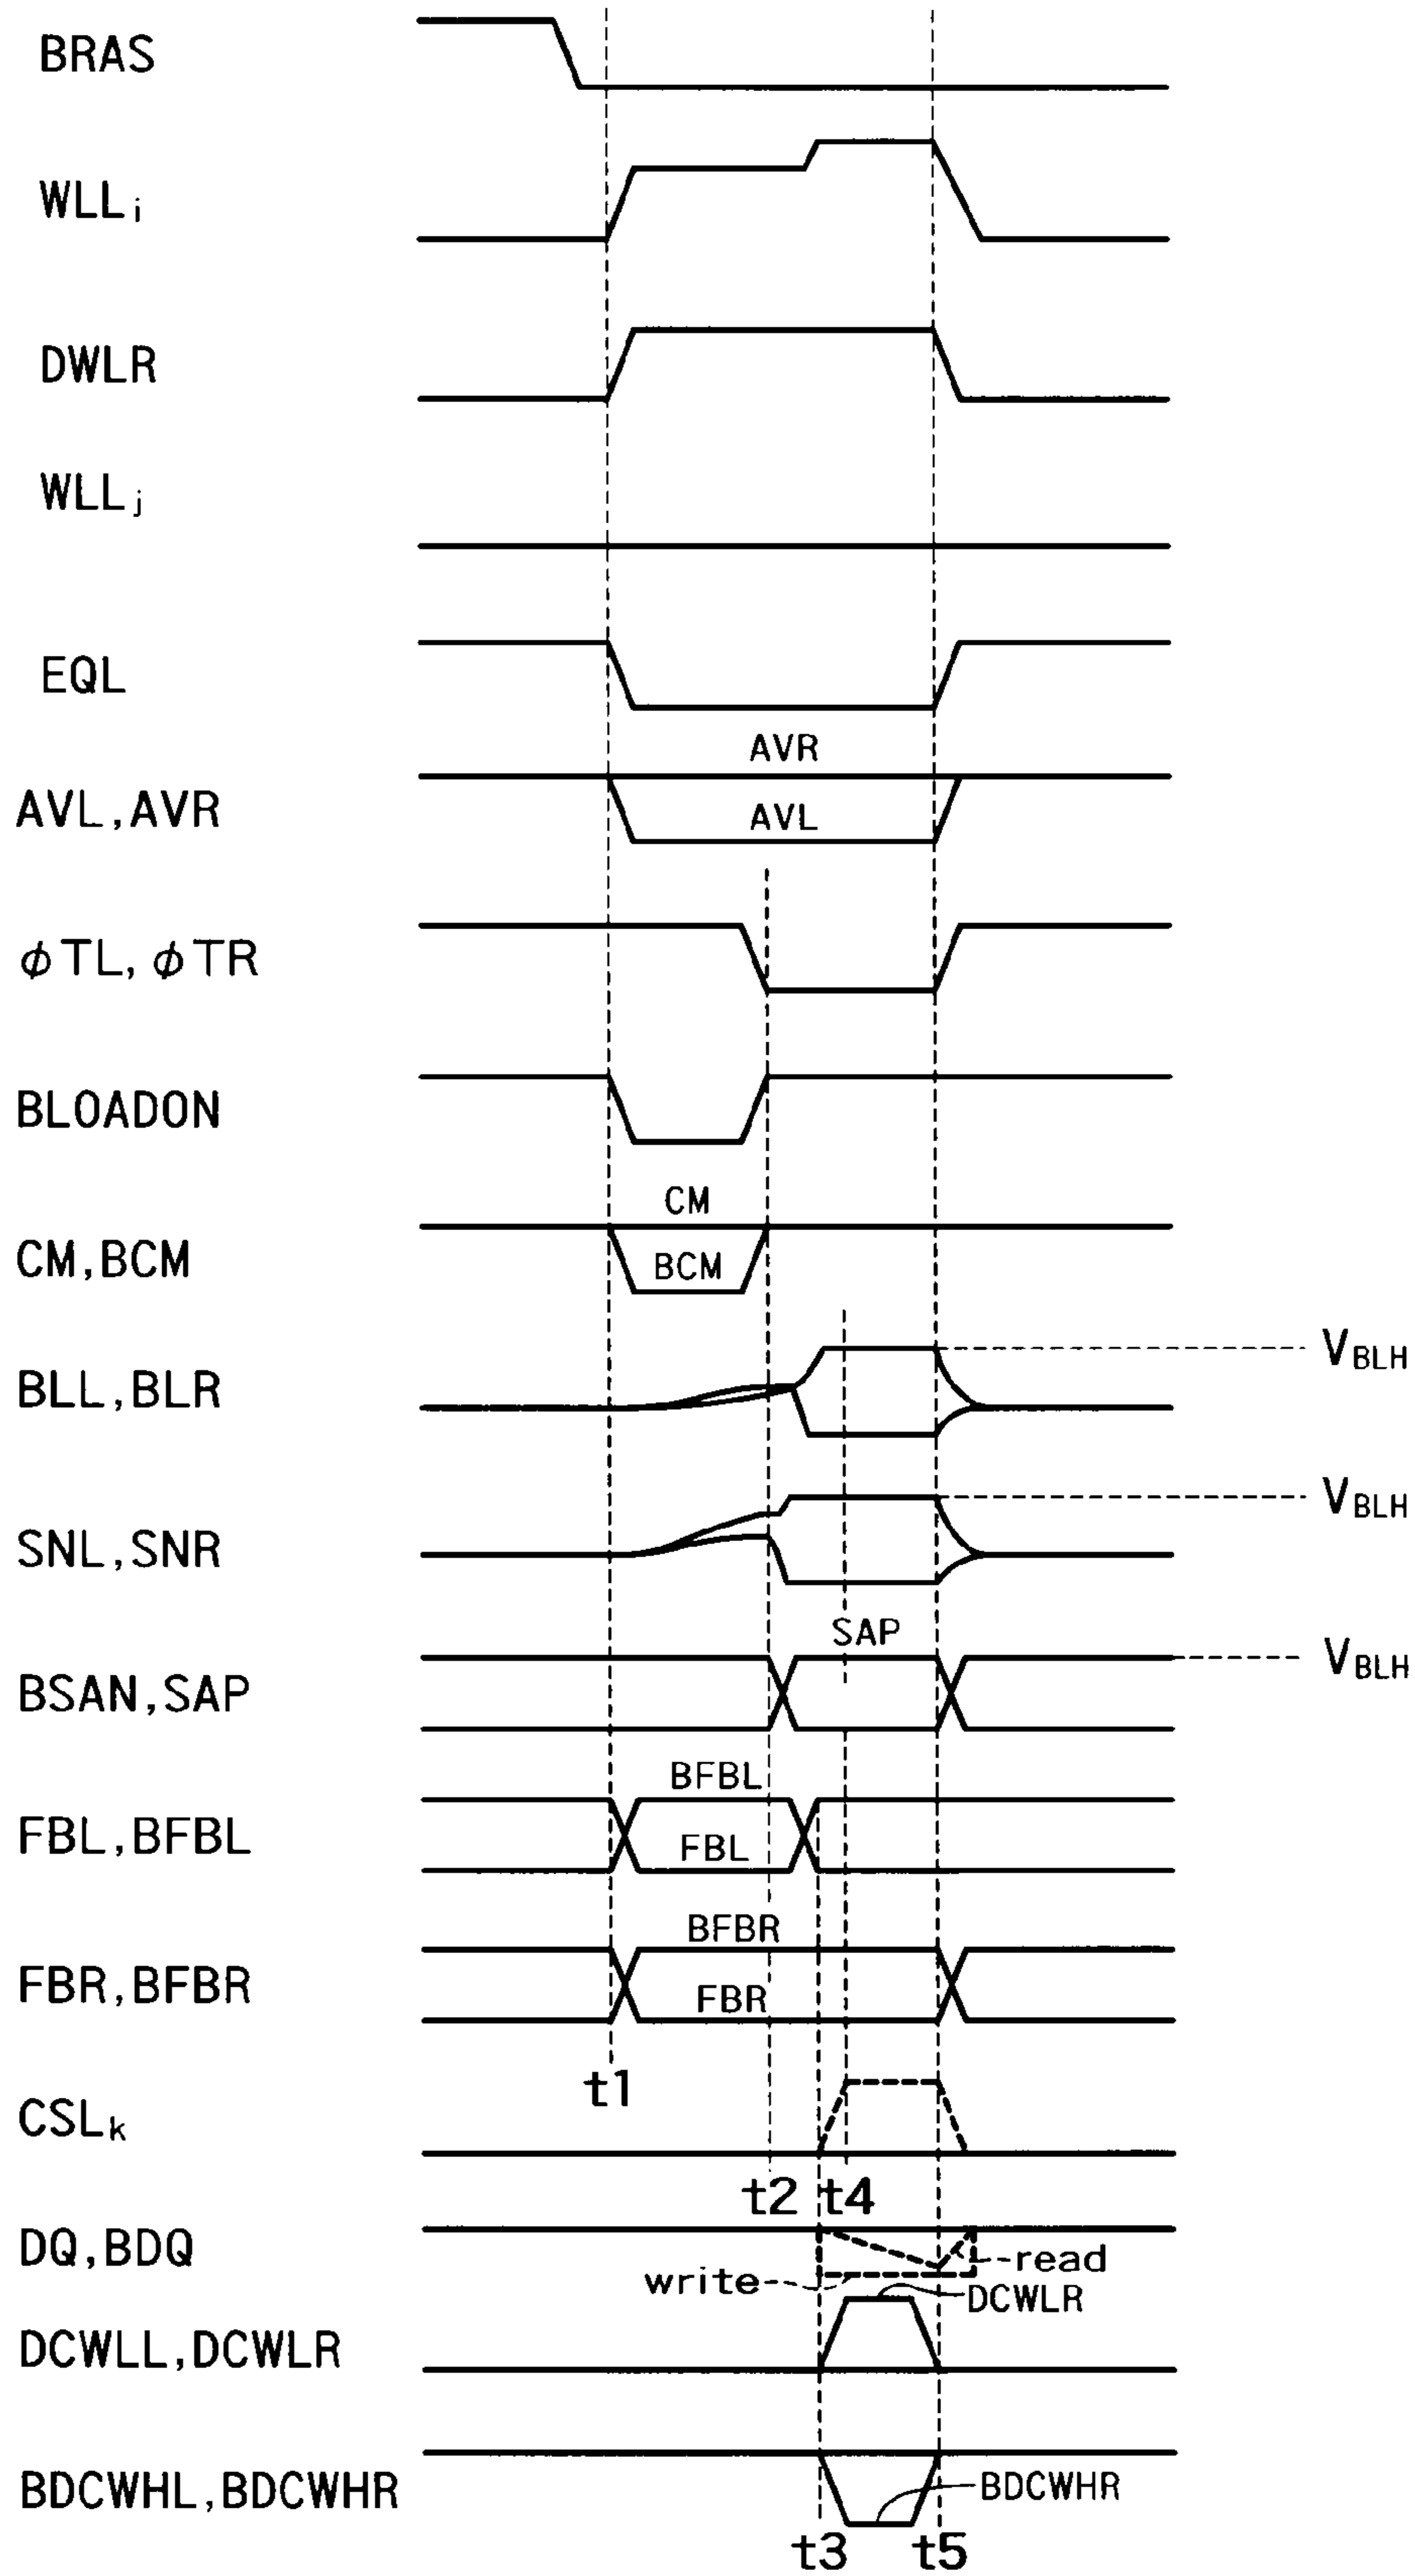 BRAS
WLLi
DWLR
WLLj
EQL
AVR
AVL,AVR
AVL
φTL, φTR
BLOADON
CM
CM,BCM
BCM
VBLH
BLL,BLR
VBLH
SNL,SNR
SAP
VBLH
BSAN,SAP
BFBL
FBL,BFBL
FBL
BFBR
FBR,BFBR
FBR
t1
CSLk
t2 t4
DQ,BDQ
read
write
DCWLR
DCWLL,DCWLR
BDCWHL,BDCWHR
BDCWHR
t3 t5